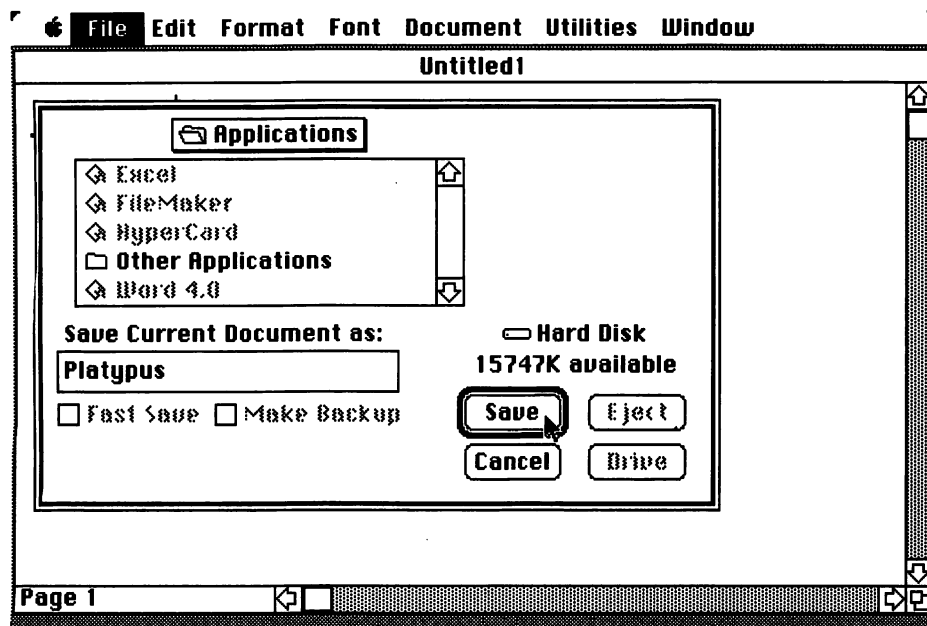 File Edit Format Font Document Utilities Window
Untitled1
Applications
Excel
FileMaker
HyperCard
Other Applications
Word 4.0
Save Current Document as:
Hard Disk
15747K available
Platypus
Fast Save Make Backup
Save Eject
Cancel Drive
Page 1